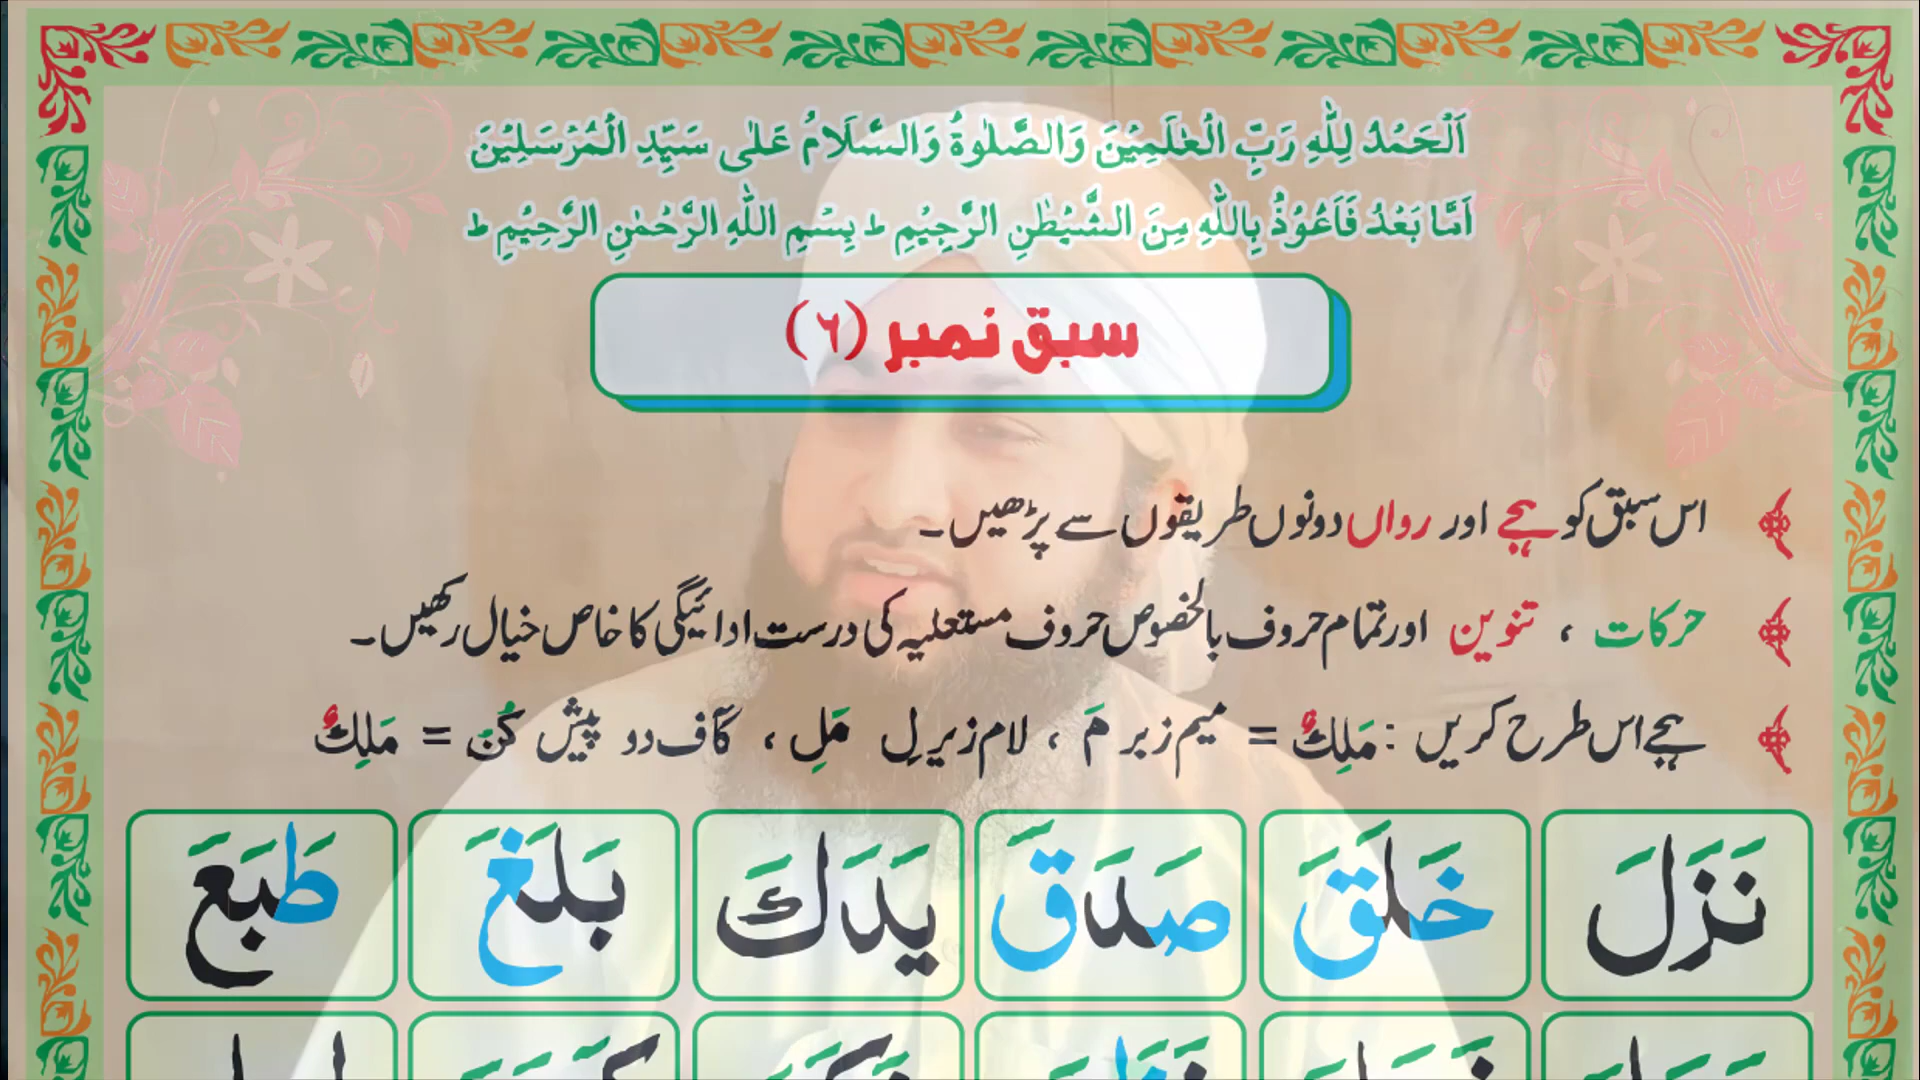 اَلْحَمْدُ لِلّٰهِ رَبِّ الْعٰلَمِيْنَ وَالصَّلٰوةُ وَالسَّلَامُ عَلٰى سَيِّدِ الْمُرْسَلِيْنَ
اَمَّا بَعْدُ فَاَعُوْذُ بِاللّٰهِ مِنَ الشَّيْطٰنِ الرَّجِيْمِ ط بِسْمِ اللّٰهِ الرَّحْمٰنِ الرَّحِيْمِ ط
سبق نمبر (٦)
اس سبق کو ہجے اور رواں دونوں طریقوں سے پڑھیں۔
حرکات ، تنوین اور تمام حروف بالخصوص حروف مستعلیہ کی درست ادائیگی کا خاص خیال رکھیں۔
ہجے اس طرح کریں : مَلِكٌ = میم زبر مَ ، لام زیر لِ مَلِ ، کاف دو پیش كٌنْ = مَلِكٌ
نَزَلَ خَلَقَ صَدَقَ يَدَكَ بَلَغَ طَبَعَ